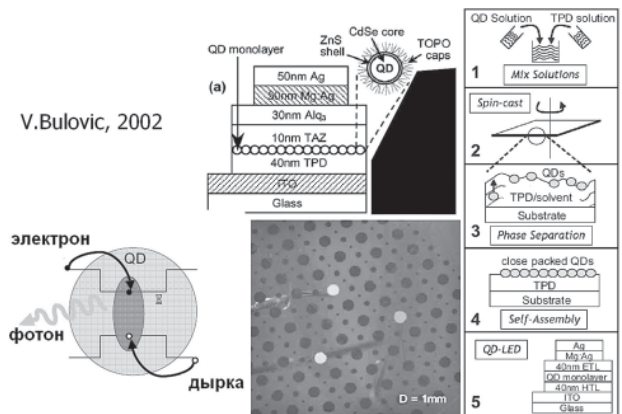 V.Bulovic, 2002
QD monolayer
(a)
ZnS
shell
CdSe core
TOPO
caps
QD
50nm Ag
90nm Mg:Ag
30nm Alq3
10nm TAZ
40nm TPD
ITO
Glass
электрон
QD
фотон
дырка
D = 1mm
QD Solution
TPD solution
1
Mix Solutions
Spin-cast
2
QDs
TPD/solvent
Substrate
3
Phase Separation
close packed QDs
TPD
Substrate
4
Self-Assembly
QD-LED
Ag
Mg:Ag
40nm ETL
QD monolayer
40nm HTL
ITO
Glass
5